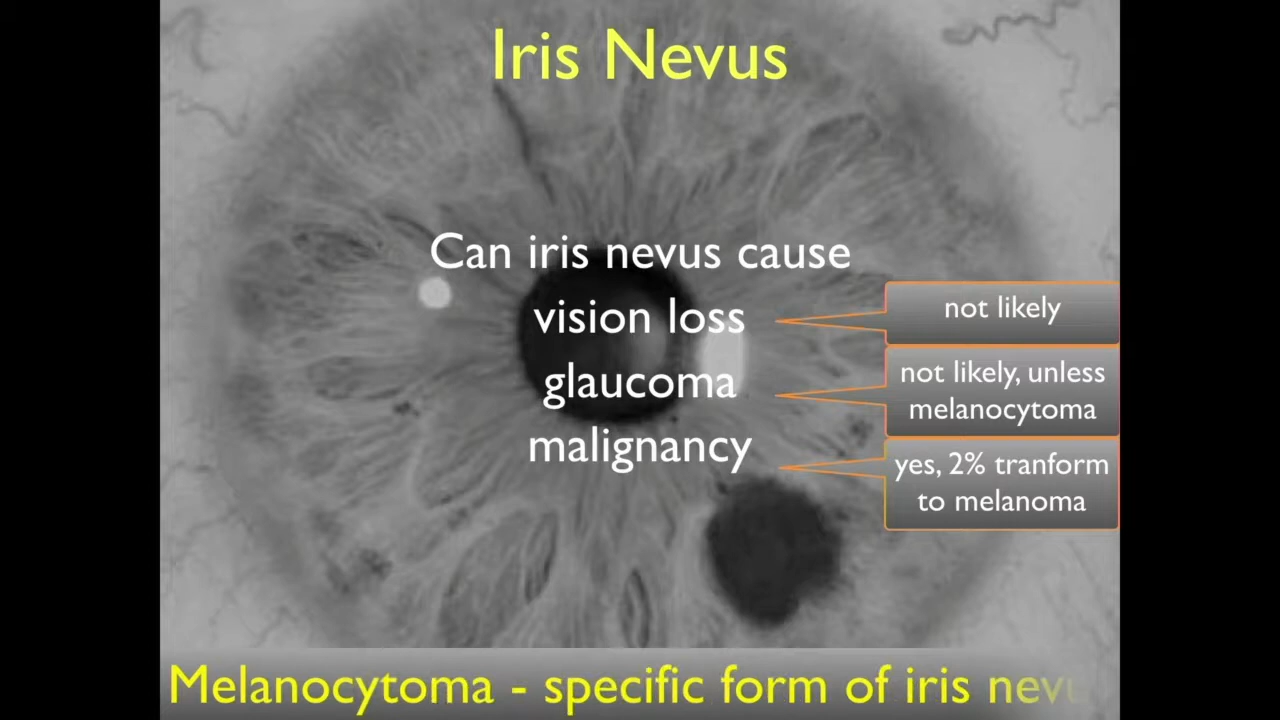 Iris Nevus
Can iris nevus cause
vision loss
not likely
glaucoma
not likely, unless
melanocytoma
malignancy
yes, 2% tranform
to melanoma
Melanocytoma - specific form of iris nevu